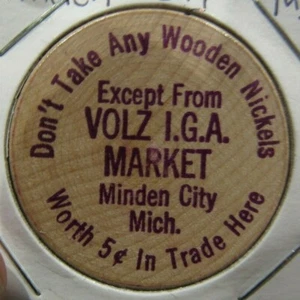 Don't Take Any Wooden Nickels
Except From
VOLZ I.G.A.
MARKET
Minden City
Mich.
Worth 5¢ In Trade Here